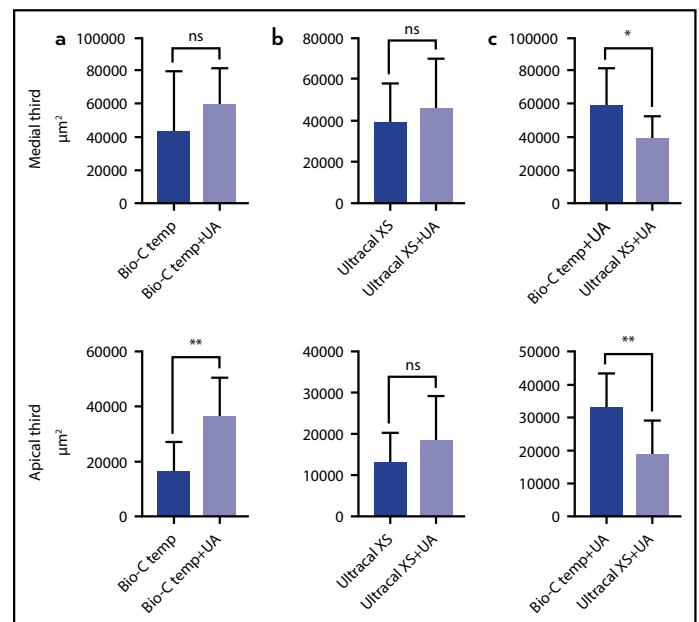 a
b
c
Medial third
µm²
100000
80000
60000
40000
20000
0
ns
Bio-C temp
Bio-C temp+UA
80000
60000
40000
20000
0
ns
Ultracal XS
Ultracal XS+UA
100000
80000
60000
40000
20000
0
*
Bio-C temp+UA
Ultracal XS+UA
Apical third
µm²
60000
40000
20000
0
**
Bio-C temp
Bio-C temp+UA
40000
30000
20000
10000
0
ns
Ultracal XS
Ultracal XS+UA
50000
40000
30000
20000
10000
0
**
Bio-C temp+UA
Ultracal XS+UA